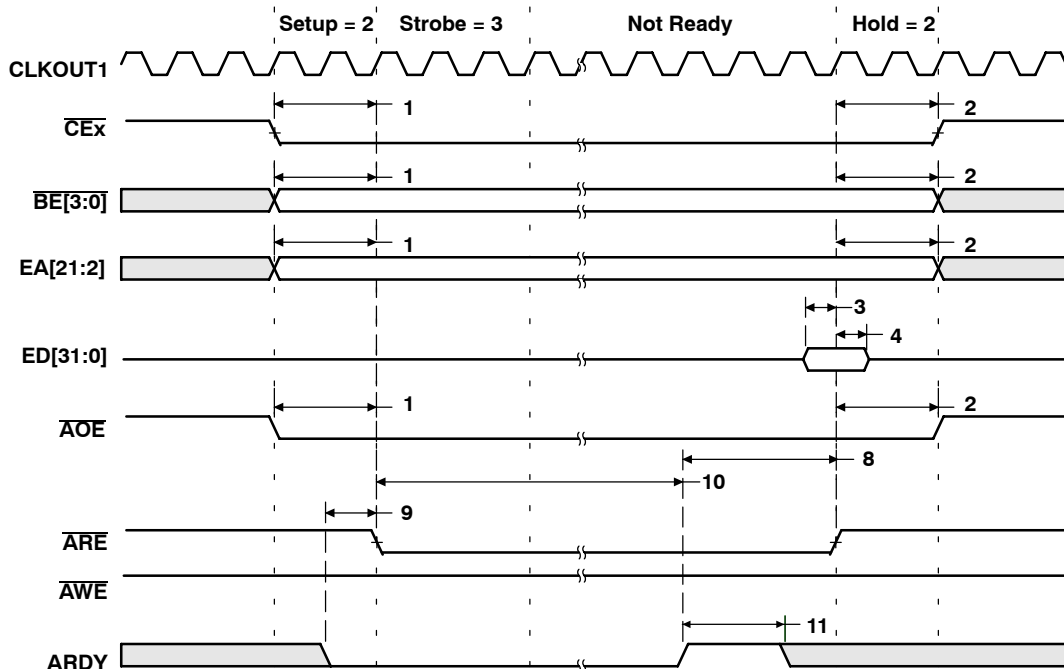 Setup = 2 Strobe = 3 Not Ready Hold = 2
CLKOUT1
CEx 1 2
BE[3:0] 1 2
EA[21:2] 1 2
3
ED[31:0] 4
AOE 1 2
8
10
9
ARE
AWE
11
ARDY